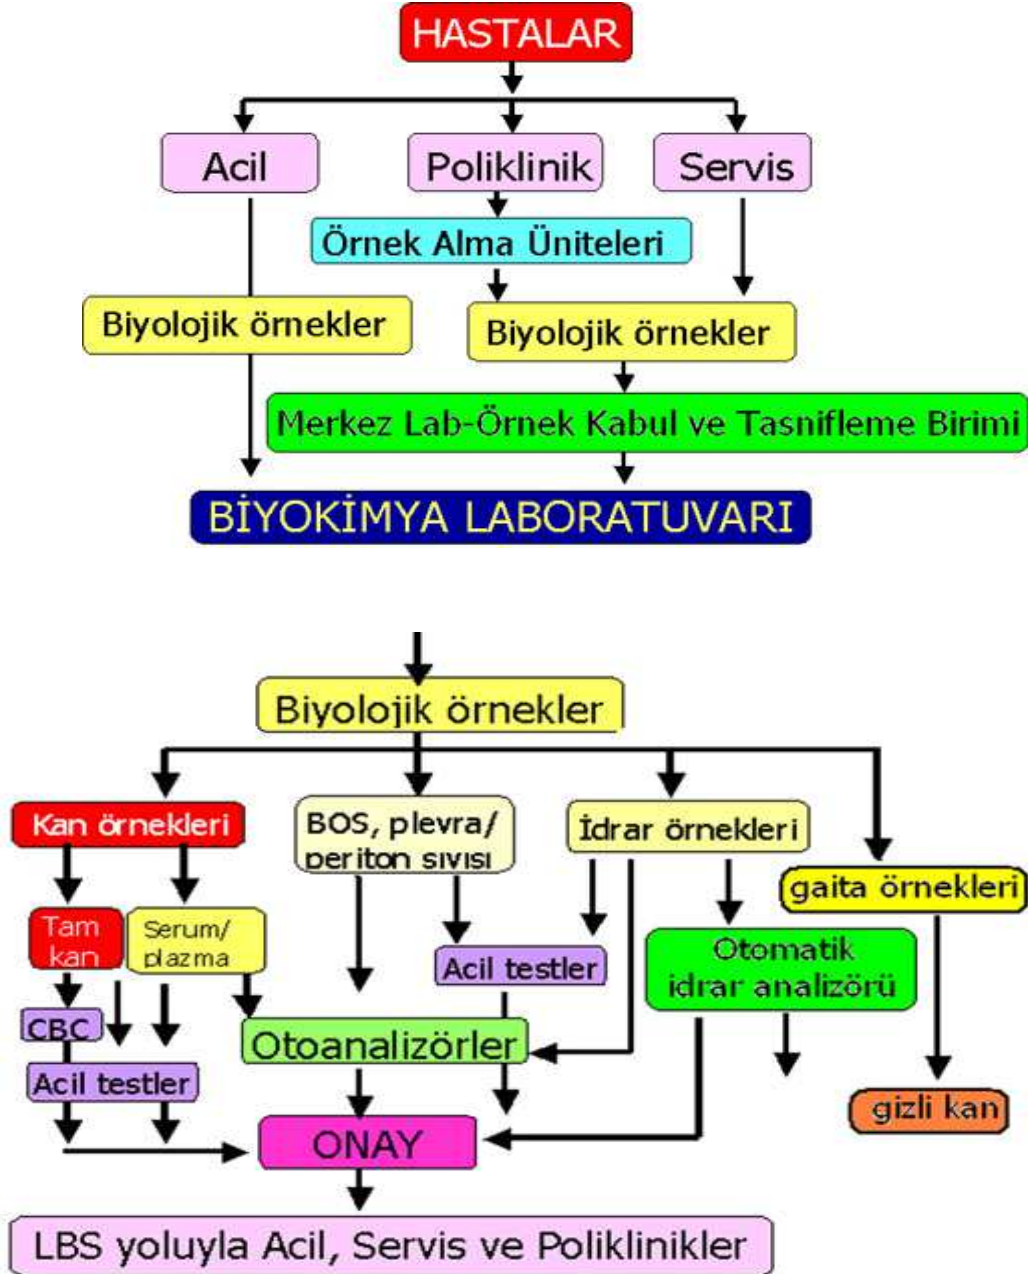 HASTALAR
Acil
Poliklinik
Servis
Örnek Alma Üniteleri
Biyolojik örnekler
Biyolojik örnekler
Merkez Lab-Örnek Kabul ve Tasnifleme Birimi
BİYOKİMYA LABORATUVARI
Biyolojik örnekler
Kan örnekleri
BOS, plevra/
periton sıvısı
İdrar örnekleri
gaita örnekleri
Tam
kan
Serum/
plazma
Acil testler
Otomatik
idrar analizörü
CBC
Otoanalizörler
Acil testler
gizli kan
ONAY
LBS yoluyla Acil, Servis ve Poliklinikler